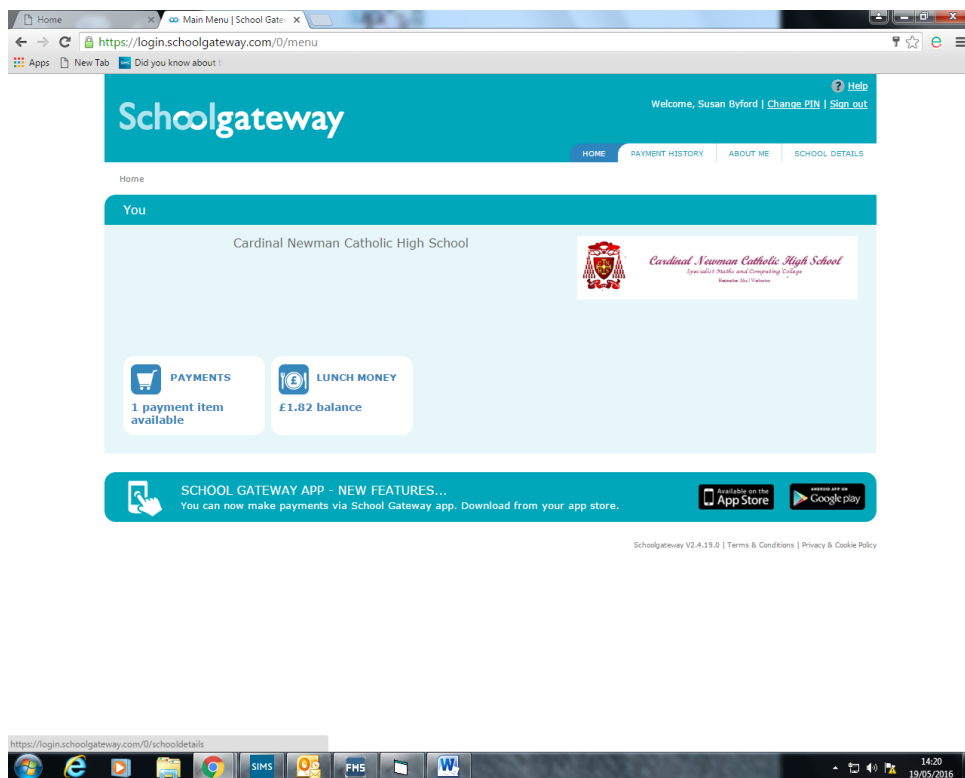 Home
Main Menu | School Gate
https://login.schoolgateway.com/0/menu
Apps New Tab Did you know about t
Help
Welcome, Susan Byford | Change PIN | Sign out
Schoolgateway
HOME PAYMENT HISTORY ABOUT ME SCHOOL DETAILS
Home
You
Cardinal Newman Catholic High School
Cardinal Newman Catholic High School
Specialist Maths and Computing College
PAYMENTS
1 payment item
available
LUNCH MONEY
£1.82 balance
SCHOOL GATEWAY APP - NEW FEATURES...
You can now make payments via School Gateway app. Download from your app store.
Available on the
App Store
ANDROID APP ON
Google play
Schoolgateway V2.4.19.0 | Terms & Conditions | Privacy & Cookie Policy
https://login.schoolgateway.com/0/schooldetails
SIMS FMS W
14:20
19/05/2016